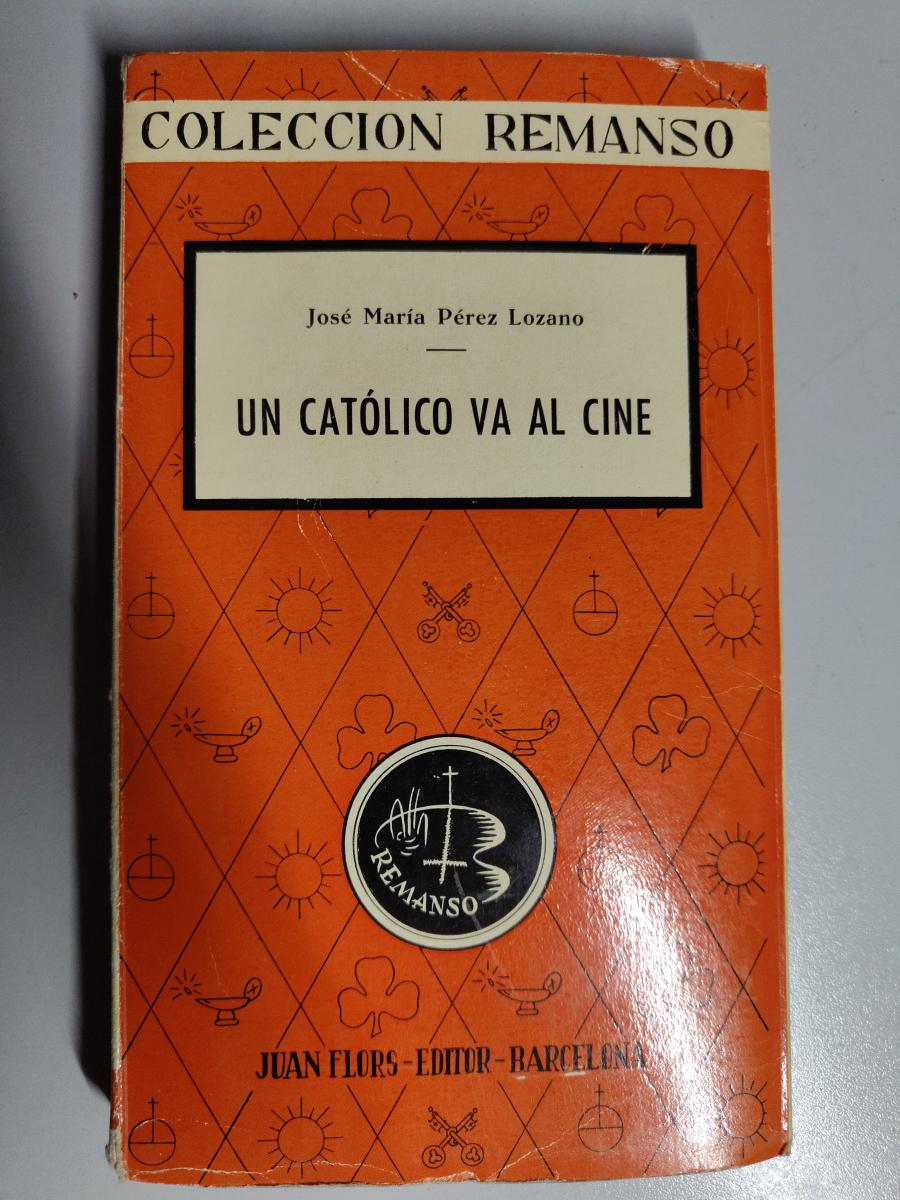 COLECCION REMANSO
José María Pérez Lozano
UN CATÓLICO VA AL CINE
REMANSO
JUAN FLORS-EDITOR-BARCELONA